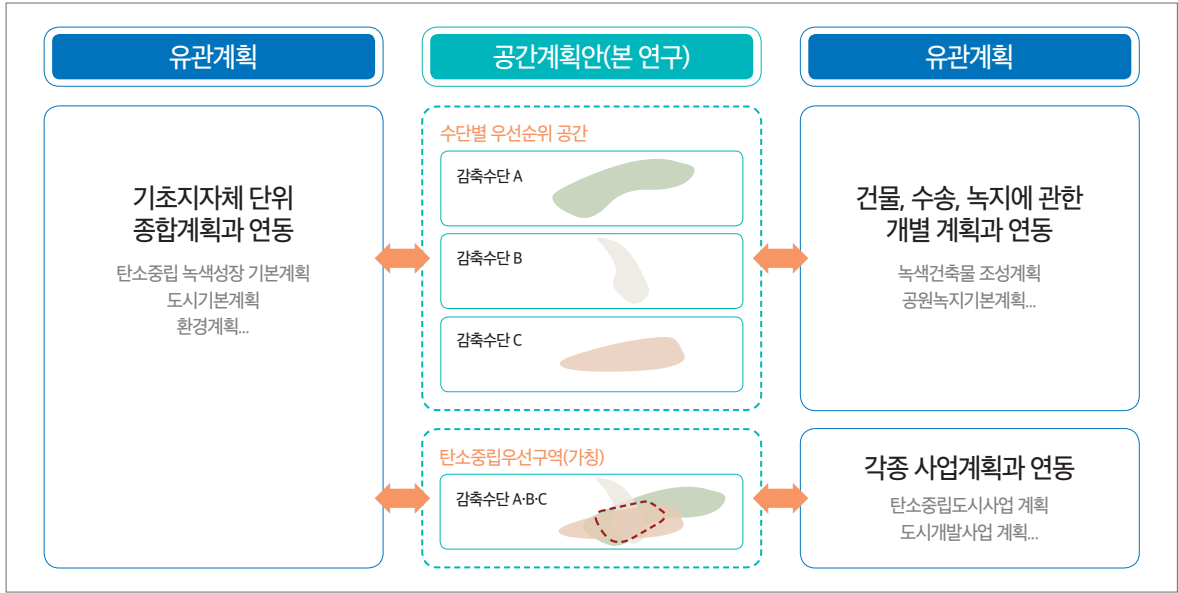 유관계획
공간계획안(본 연구)
유관계획
기초지자체 단위
종합계획과 연동
탄소중립 녹색성장 기본계획
도시기본계획
환경계획...
수단별 우선순위 공간
감축수단 A
감축수단 B
감축수단 C
탄소중립우선구역(가칭)
감축수단 A·B·C
건물, 수송, 녹지에 관한
개별 계획과 연동
녹색건축물 조성계획
공원녹지기본계획...
각종 사업계획과 연동
탄소중립도시사업 계획
도시개발사업 계획...